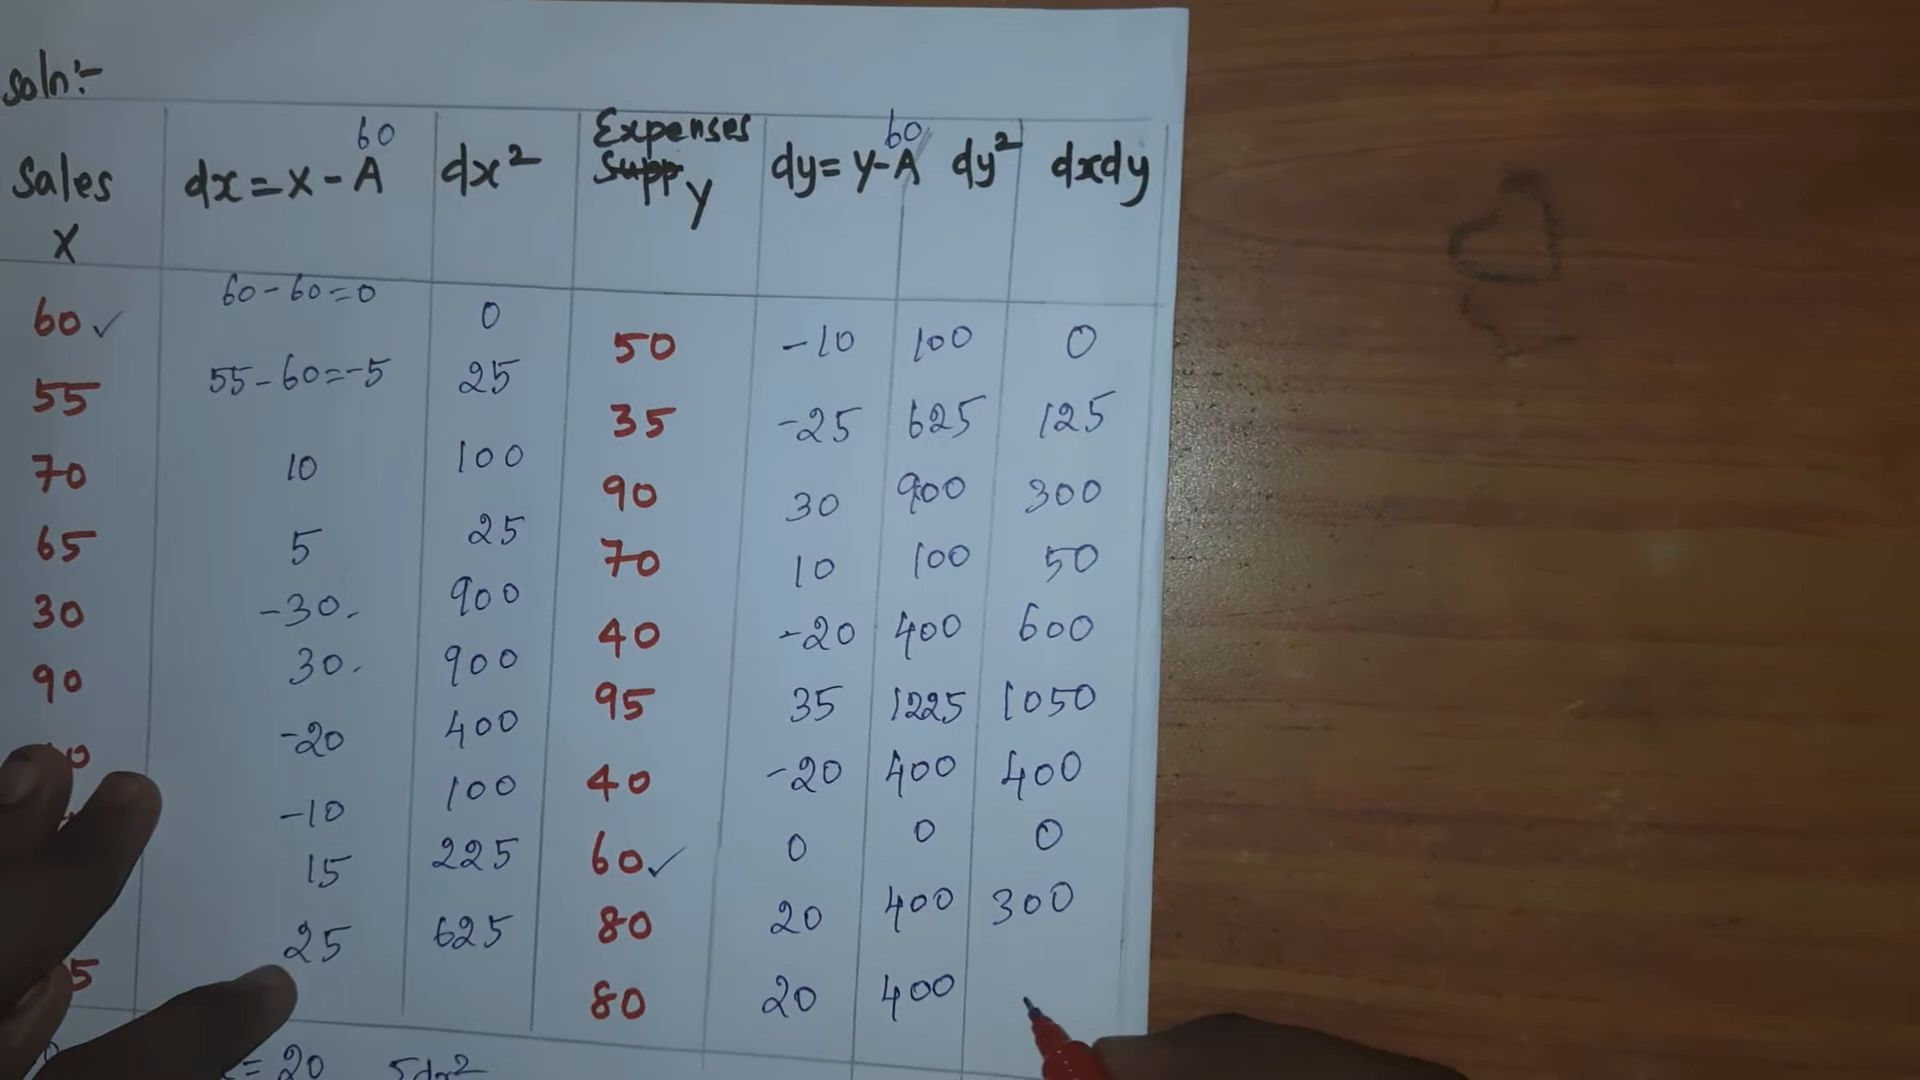 Soln:-
Sales X | dx = X - A 60 | dx² | Expenses Supp Y | dy = Y - A 60 | dy² | dxdy
60 ✓ | 60 - 60 = 0 | 0 | 50 | -10 | 100 | 0
55 | 55 - 60 = -5 | 25 | 35 | -25 | 625 | 125
70 | 10 | 100 | 90 | 30 | 900 | 300
65 | 5 | 25 | 70 | 10 | 100 | 50
30 | -30 | 900 | 40 | -20 | 400 | 600
90 | 30 | 900 | 95 | 35 | 1225 | 1050
-20 | 400 | 40 | -20 | 400 | 400
-10 | 100 | 60 ✓ | 0 | 0 | 0
15 | 225 | 80 | 20 | 400 | 300
5 | 25 | 625 | 80 | 20 | 400
= 20